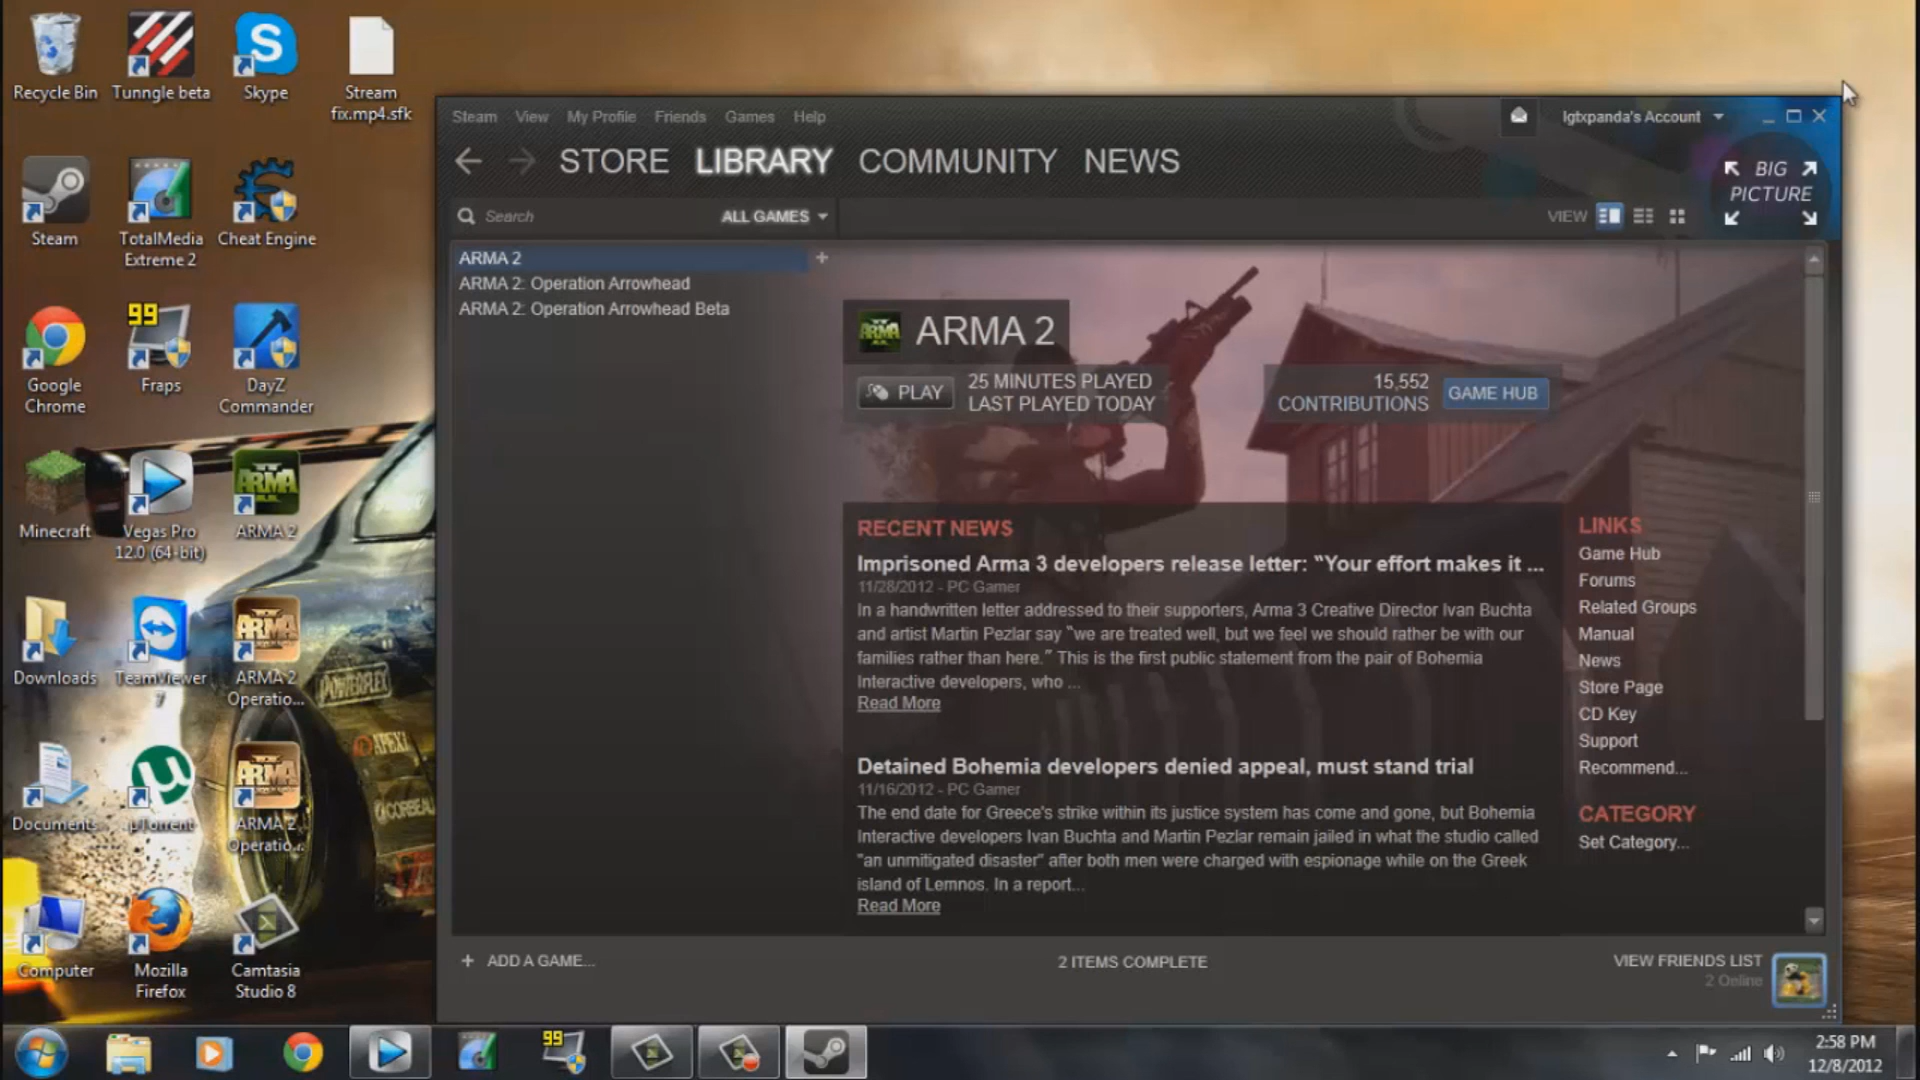 Recycle Bin
Tunngle beta
Skype
Stream
fix.mp4.sfk
Steam
TotalMedia
Extreme 2
Cheat Engine
Google
Chrome
99
Fraps
DayZ
Commander
Minecraft
Vegas Pro
12.0 (64-bit)
ARMA 2
Downloads
TeamViewer
7
ARMA 2
Operatio...
Documents
µTorrent
ARMA 2
Operatio...
Computer
Mozilla
Firefox
Camtasia
Studio 8
Steam View My Profile Friends Games Help
lgtxpanda's Account
STORE LIBRARY COMMUNITY NEWS
BIG
PICTURE
Search
ALL GAMES
VIEW
ARMA 2
ARMA 2: Operation Arrowhead
ARMA 2: Operation Arrowhead Beta
ARMA 2
PLAY
25 MINUTES PLAYED
LAST PLAYED TODAY
15,552
CONTRIBUTIONS
GAME HUB
RECENT NEWS
Imprisoned Arma 3 developers release letter: “Your effort makes it ...
11/28/2012 - PC Gamer
In a handwritten letter addressed to their supporters, Arma 3 Creative Director Ivan Buchta
and artist Martin Pezlar say “we are treated well, but we feel we should rather be with our
families rather than here.” This is the first public statement from the pair of Bohemia
Interactive developers, who ...
Read More
Detained Bohemia developers denied appeal, must stand trial
11/16/2012 - PC Gamer
The end date for Greece's strike within its justice system has come and gone, but Bohemia
Interactive developers Ivan Buchta and Martin Pezlar remain jailed in what the studio called
"an unmitigated disaster" after both men were charged with espionage while on the Greek
island of Lemnos. In a report...
Read More
LINKS
Game Hub
Forums
Related Groups
Manual
News
Store Page
CD Key
Support
Recommend...
CATEGORY
Set Category...
+ ADD A GAME...
2 ITEMS COMPLETE
VIEW FRIENDS LIST
2 Online
99
2:58 PM
12/8/2012